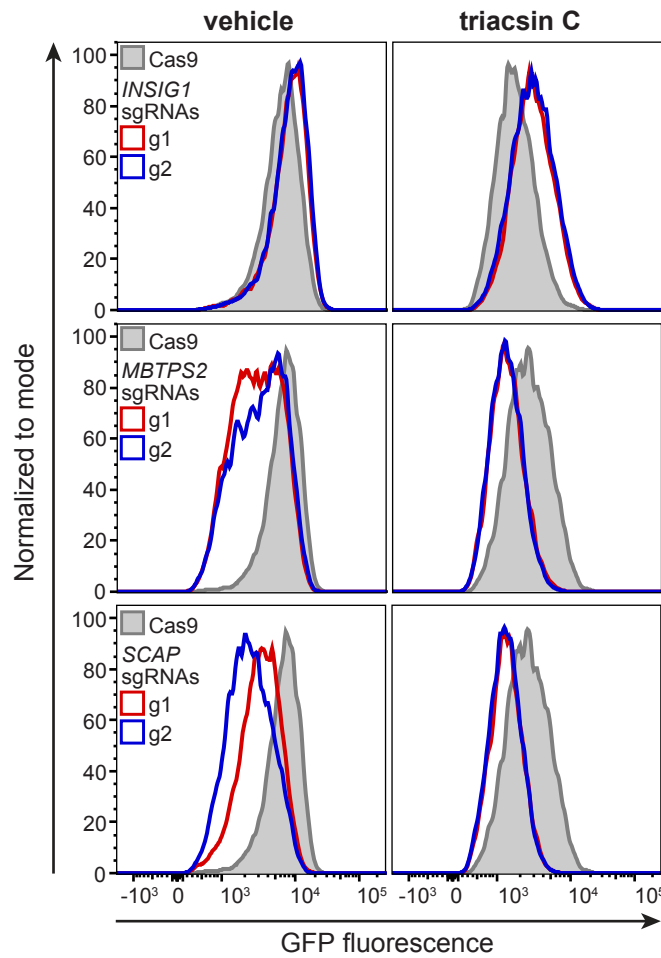 vehicle
triacsin C
Normalized to mode
100
80
60
40
20
0
Cas9
INSIG1
sgRNAs
g1
g2
100
80
60
40
20
0
Cas9
MBTPS2
sgRNAs
g1
g2
100
80
60
40
20
0
Cas9
SCAP
sgRNAs
g1
g2
-10³ 0 10³ 10⁴ 10⁵
-10³ 0 10³ 10⁴ 10⁵
GFP fluorescence